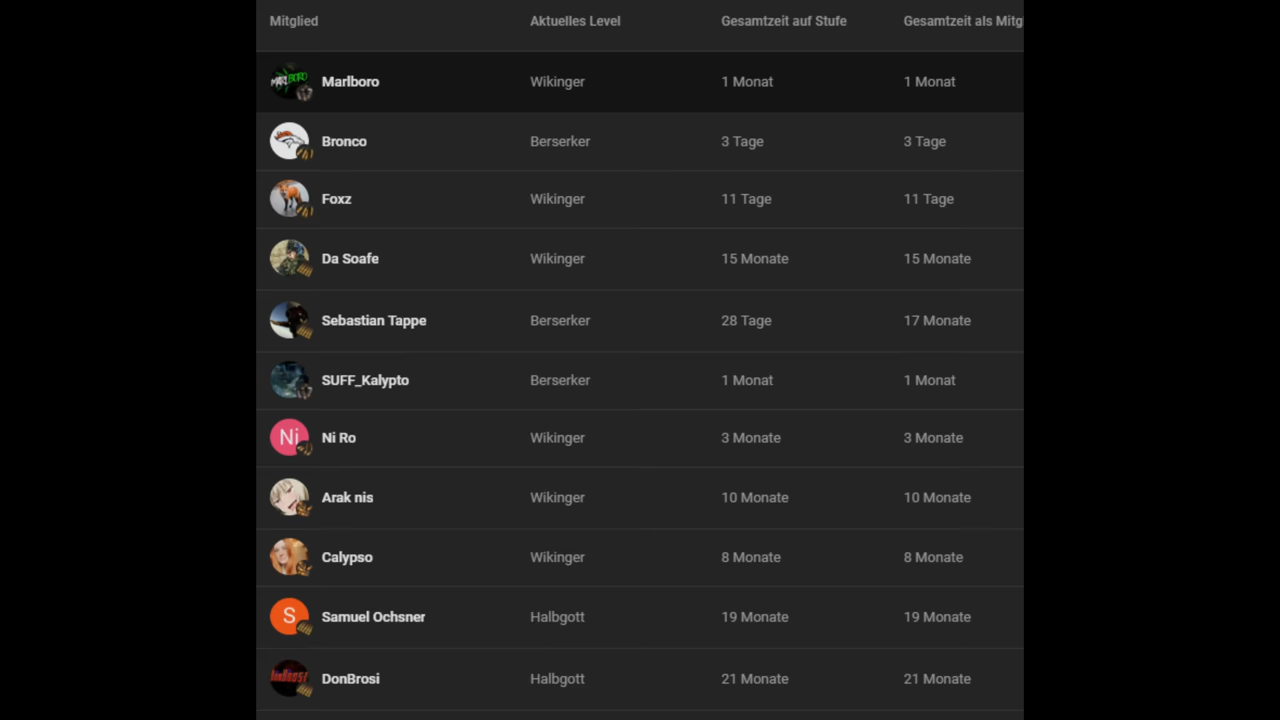 Mitglied Aktuelles Level Gesamtzeit auf Stufe Gesamtzeit als Mitg
Marlboro Wikinger 1 Monat 1 Monat
Bronco Berserker 3 Tage 3 Tage
Foxz Wikinger 11 Tage 11 Tage
Da Soafe Wikinger 15 Monate 15 Monate
Sebastian Tappe Berserker 28 Tage 17 Monate
SUFF_Kalypto Berserker 1 Monat 1 Monat
Ni Ni Ro Wikinger 3 Monate 3 Monate
Arak nis Wikinger 10 Monate 10 Monate
Calypso Wikinger 8 Monate 8 Monate
S Samuel Ochsner Halbgott 19 Monate 19 Monate
DonBrosi Halbgott 21 Monate 21 Monate